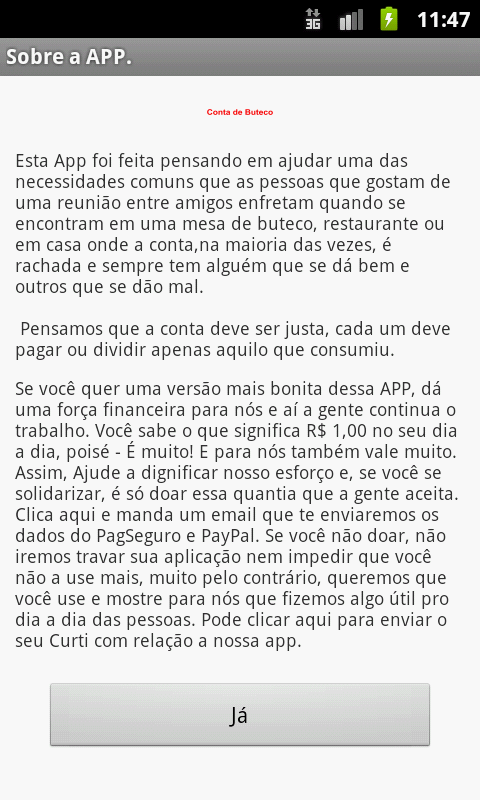 3G
11:47
Sobre a APP.
Conta de Buteco
Esta App foi feita pensando em ajudar uma das
necessidades comuns que as pessoas que gostam de
uma reunião entre amigos enfretam quando se
encontram em uma mesa de buteco, restaurante ou
em casa onde a conta,na maioria das vezes, é
rachada e sempre tem alguém que se dá bem e
outros que se dão mal.
Pensamos que a conta deve ser justa, cada um deve
pagar ou dividir apenas aquilo que consumiu.
Se você quer uma versão mais bonita dessa APP, dá
uma força financeira para nós e aí a gente continua o
trabalho. Você sabe o que significa R$ 1,00 no seu dia
a dia, poisé - É muito! E para nós também vale muito.
Assim, Ajude a dignificar nosso esforço e, se você se
solidarizar, é só doar essa quantia que a gente aceita.
Clica aqui e manda um email que te enviaremos os
dados do PagSeguro e PayPal. Se você não doar, não
iremos travar sua aplicação nem impedir que você
não a use mais, muito pelo contrário, queremos que
você use e mostre para nós que fizemos algo útil pro
dia a dia das pessoas. Pode clicar aqui para enviar o
seu Curti com relação a nossa app.
Já